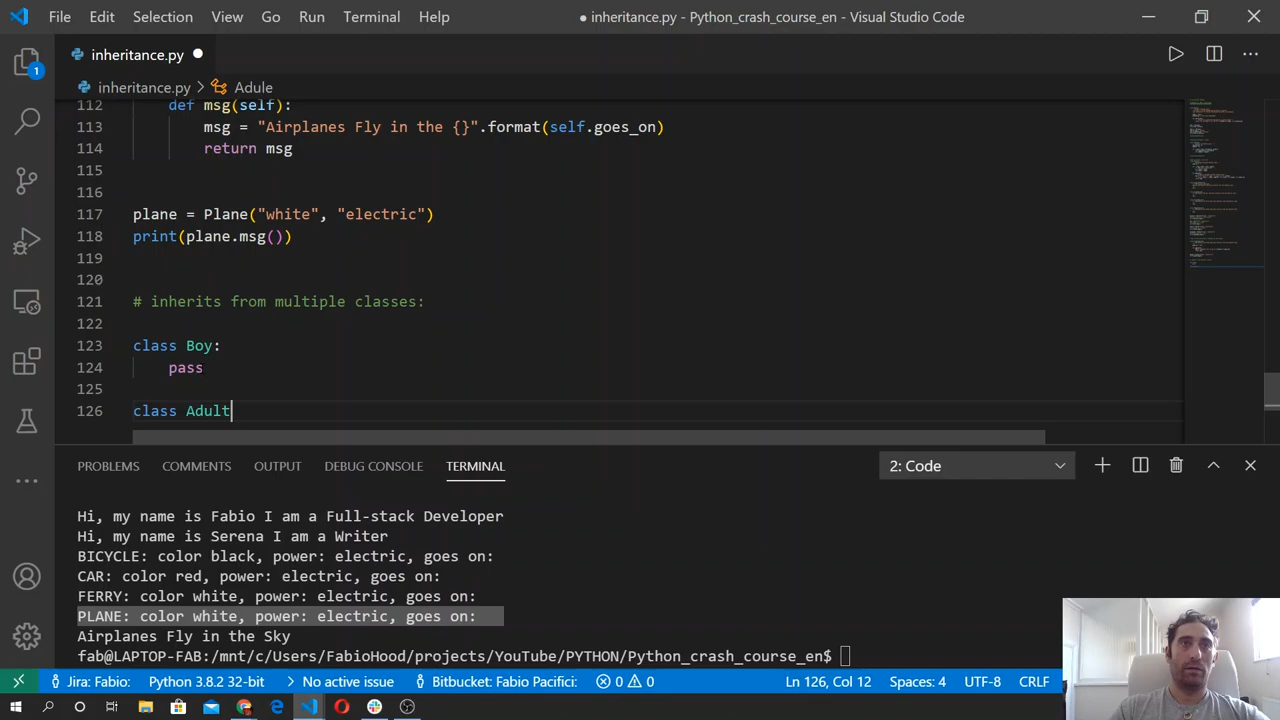 File Edit Selection View Go Run Terminal Help ● inheritance.py - Python_crash_course_en - Visual Studio Code
inheritance.py ●
inheritance.py > Adule
1
112 def msg(self):
113 msg = "Airplanes Fly in the {}".format(self.goes_on)
114 return msg
115
116
117 plane = Plane("white", "electric")
118 print(plane.msg())
119
120
121 # inherits from multiple classes:
122
123 class Boy:
124 pass
125
126 class Adult
PROBLEMS COMMENTS OUTPUT DEBUG CONSOLE TERMINAL 2: Code
Hi, my name is Fabio I am a Full-stack Developer
Hi, my name is Serena I am a Writer
BICYCLE: color black, power: electric, goes on:
CAR: color red, power: electric, goes on:
FERRY: color white, power: electric, goes on:
PLANE: color white, power: electric, goes on:
Airplanes Fly in the Sky
fab@LAPTOP-FAB:/mnt/c/Users/FabioHood/projects/YouTube/PYTHON/Python_crash_course_en$
Jira: Fabio: Python 3.8.2 32-bit > No active issue Bitbucket: Fabio Pacifici: 0 0 Ln 126, Col 12 Spaces: 4 UTF-8 CRLF